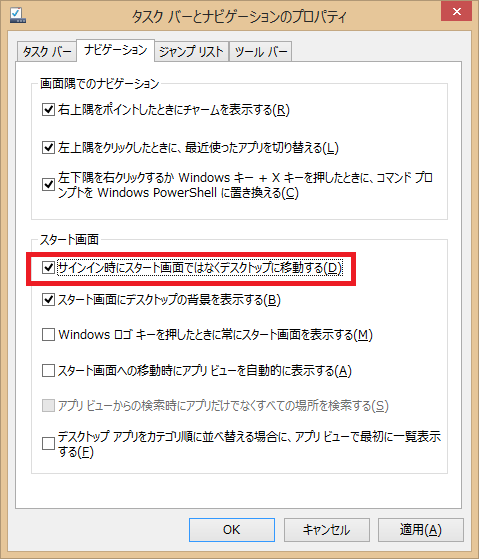 タスク バーとナビゲーションのプロパティ
タスク バー
ナビゲーション
ジャンプ リスト
ツール バー
画面隅でのナビゲーション
右上隅をポイントしたときにチャームを表示する(R)
左上隅をクリックしたときに、最近使ったアプリを切り替える(L)
左下隅を右クリックするか Windows キー + X キーを押したときに、コマンド プロ
ンプトを Windows PowerShell に置き換える(C)
スタート画面
サインイン時にスタート画面ではなくデスクトップに移動する(D)
スタート画面にデスクトップの背景を表示する(B)
Windows ロゴ キーを押したときに常にスタート画面を表示する(M)
スタート画面への移動時にアプリ ビューを自動的に表示する(A)
アプリ ビューからの検索時にアプリだけでなくすべての場所を検索する(S)
デスクトップ アプリをカテゴリ順に並べ替える場合に、アプリ ビューで最初に一覧表示
する(F)
OK
キャンセル
適用(A)